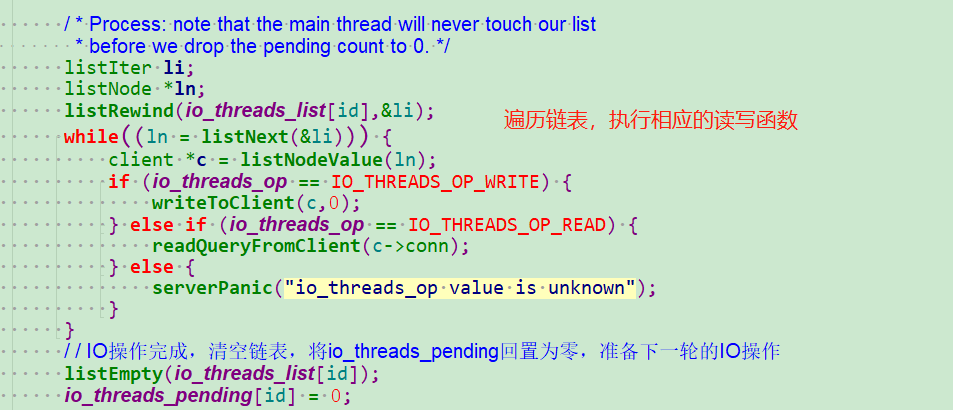 / * Process: note that the main thread will never touch our list
* before we drop the pending count to 0. */
listIter li;
listNode *ln;
listRewind(io_threads_list[id],&li);
遍历链表，执行相应的读写函数
while((ln = listNext(&li))) {
client *c = listNodeValue(ln);
if (io_threads_op == IO_THREADS_OP_WRITE) {
writeToClient(c,0);
} else if (io_threads_op == IO_THREADS_OP_READ) {
readQueryFromClient(c->conn);
} else {
serverPanic("io_threads_op value is unknown");
}
}
/ / IO操作完成，清空链表，将io_threads_pending回置为零，准备下一轮的IO操作
listEmpty(io_threads_list[id]);
io_threads_pending[id] = 0;